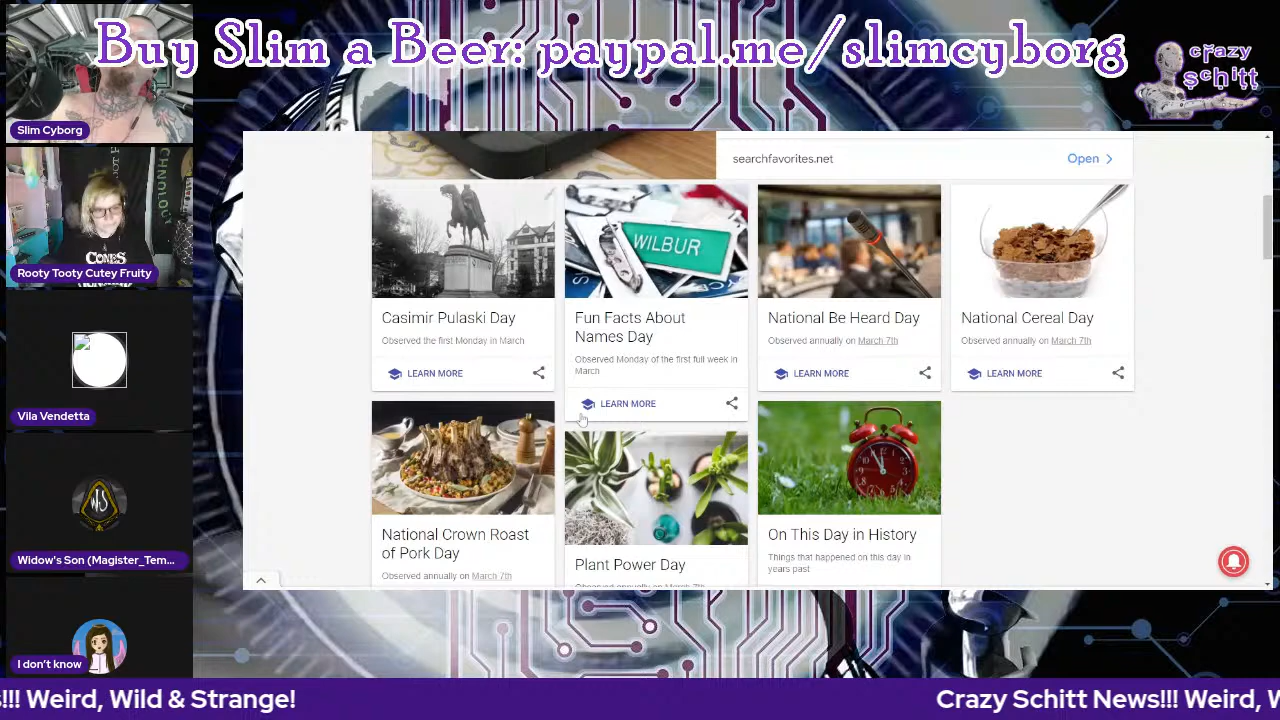 Buy Slim a Beer: paypal.me/slimcyborg
crazy
schitt
Slim Cyborg
Rooty Tooty Cutey Fruity
Vila Vendetta
Widow's Son (Magister_Tem...
I don't know
searchfavorites.net
Open
WILBUR
Casimir Pulaski Day
Observed the first Monday in March
LEARN MORE
Fun Facts About
Names Day
Observed Monday of the first full week in
March
LEARN MORE
National Be Heard Day
Observed annually on March 7th
LEARN MORE
National Cereal Day
Observed annually on March 7th
LEARN MORE
National Crown Roast
of Pork Day
Observed annually on March 7th
Plant Power Day
Observed annually on March 7th
On This Day in History
Things that happened on this day in
years past
s!!! Weird, Wild & Strange!
Crazy Schitt News!!! Weird, W